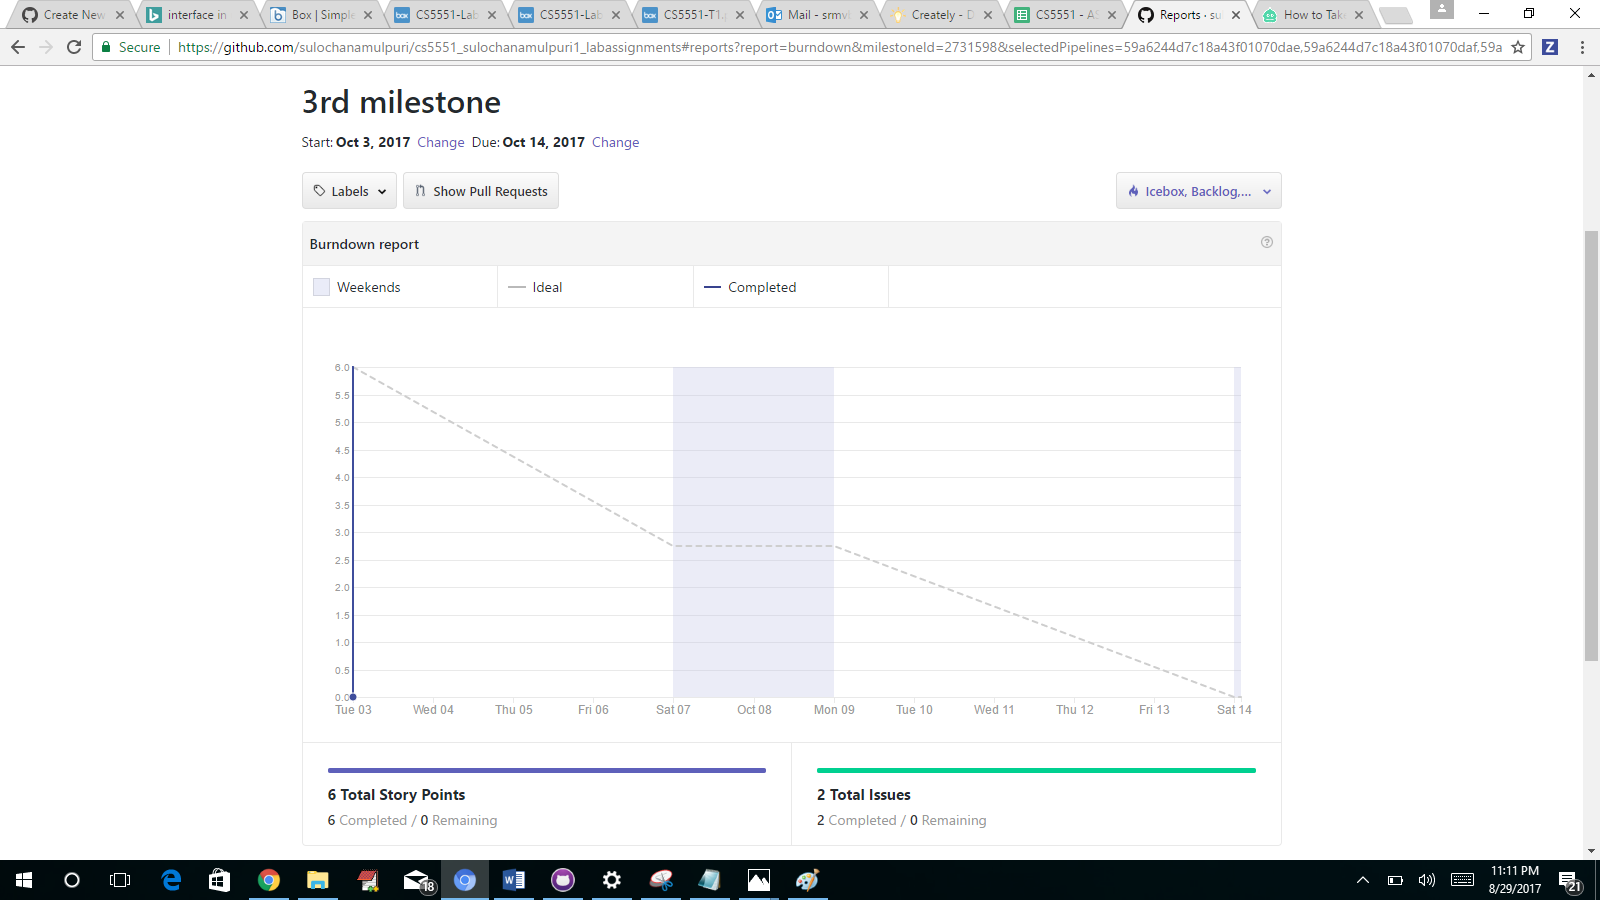 Create New
interface in
Box | Simple
CS5551-Lab
CS5551-Lab
CS5551-T1.
Mail - srmv
Creately - D
CS5551 - AS
Reports · su
How to Take
Secure https://github.com/sulochanamulpuri/cs5551_sulochanamulpuri1_labassignments#reports?report=burndown&milestoneId=2731598&selectedPipelines=59a6244d7c18a43f01070dae,59a6244d7c18a43f01070daf,59a
3rd milestone
Start: Oct 3, 2017 Change Due: Oct 14, 2017 Change
Labels Show Pull Requests Icebox, Backlog,...
Burndown report
Weekends Ideal Completed
6.0
5.5
5.0
4.5
4.0
3.5
3.0
2.5
2.0
1.5
1.0
0.5
0.0
Tue 03 Wed 04 Thu 05 Fri 06 Sat 07 Oct 08 Mon 09 Tue 10 Wed 11 Thu 12 Fri 13 Sat 14
6 Total Story Points
6 Completed / 0 Remaining
2 Total Issues
2 Completed / 0 Remaining
18
11:11 PM
8/29/2017
21